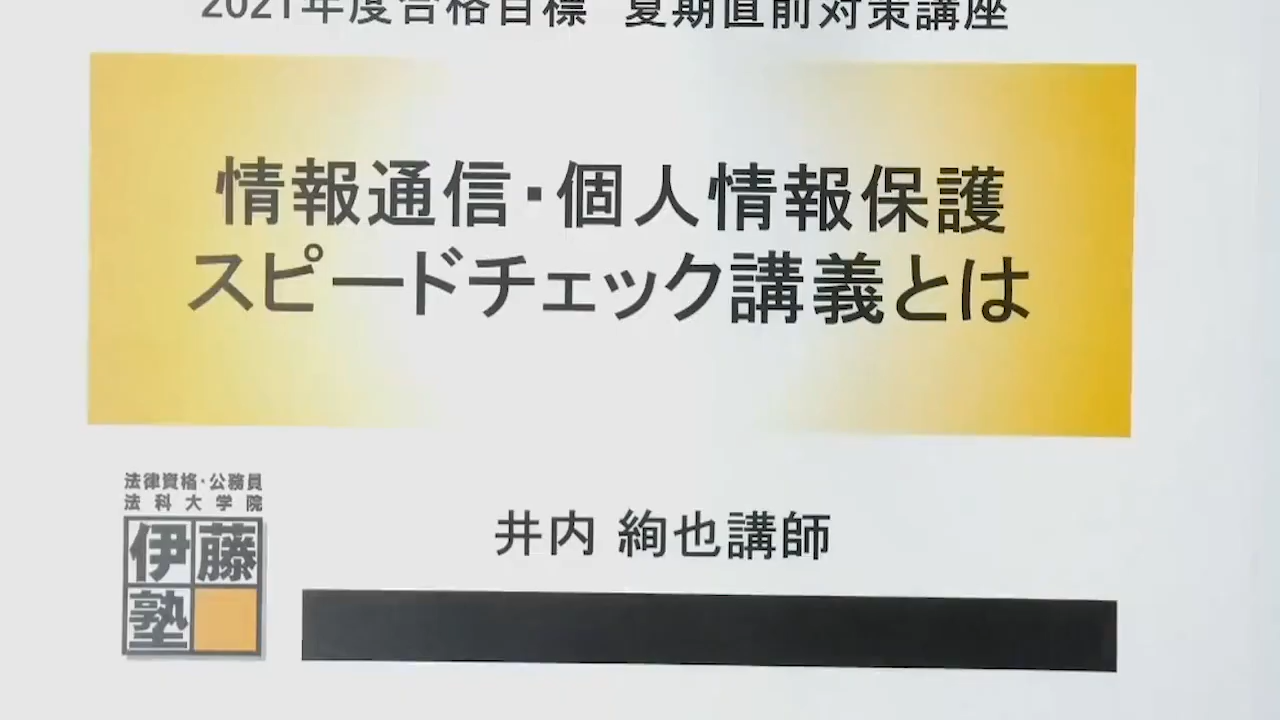 2021年度合格目標 夏期直前対策講座
情報通信・個人情報保護
スピードチェック講義とは
法律資格・公務員
法科大学院
伊藤
塾
井内 絢也講師